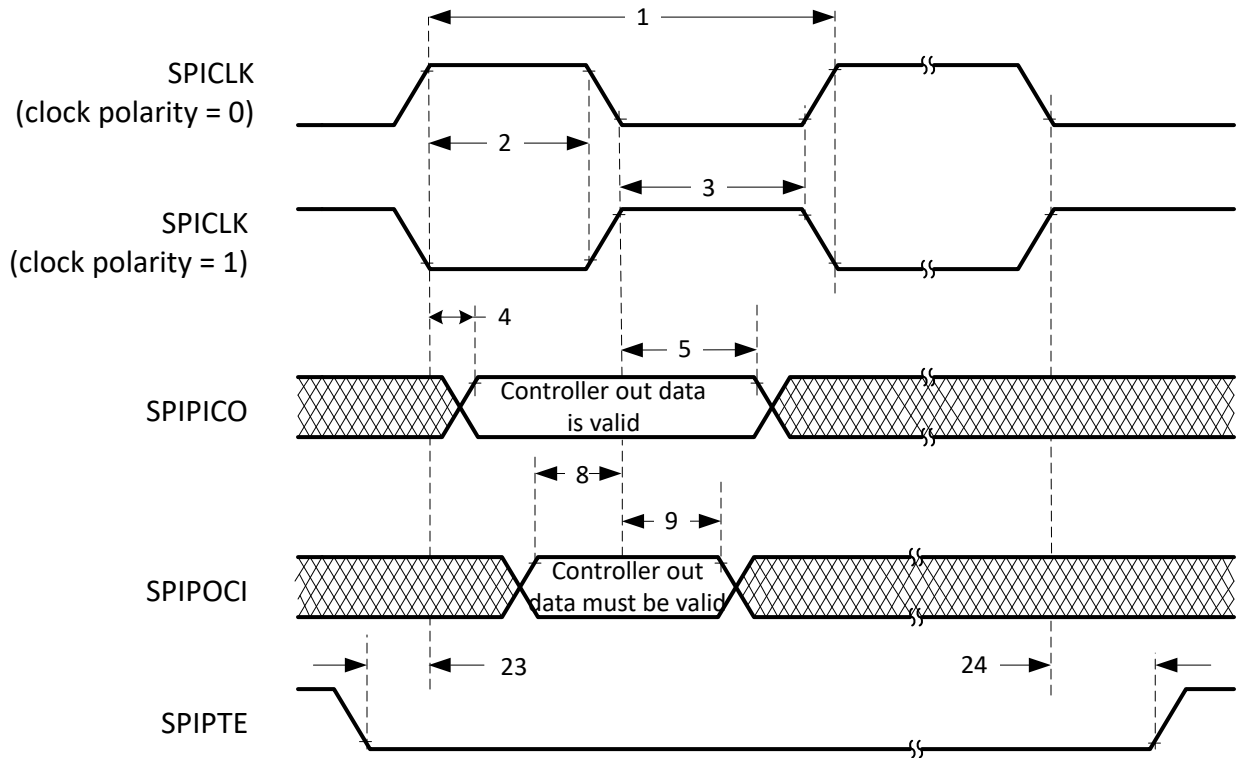 1
SPICLK
(clock polarity = 0)
2
3
SPICLK
(clock polarity = 1)
4
5
Controller out data
is valid
SPIPICO
8
9
Controller out
data must be valid
SPIPOCI
23
24
SPIPTE